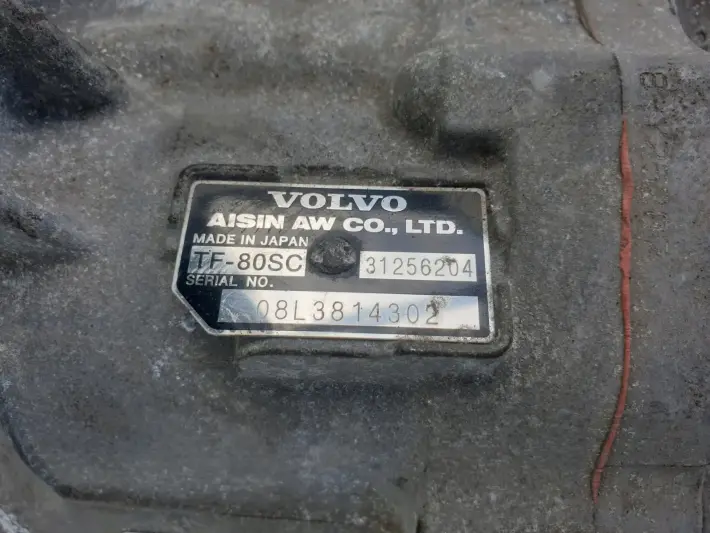 VOLVO
AISIN AW CO., LTD.
MADE IN JAPAN
TF-80SC 31256204
SERIAL NO.
08L3814302